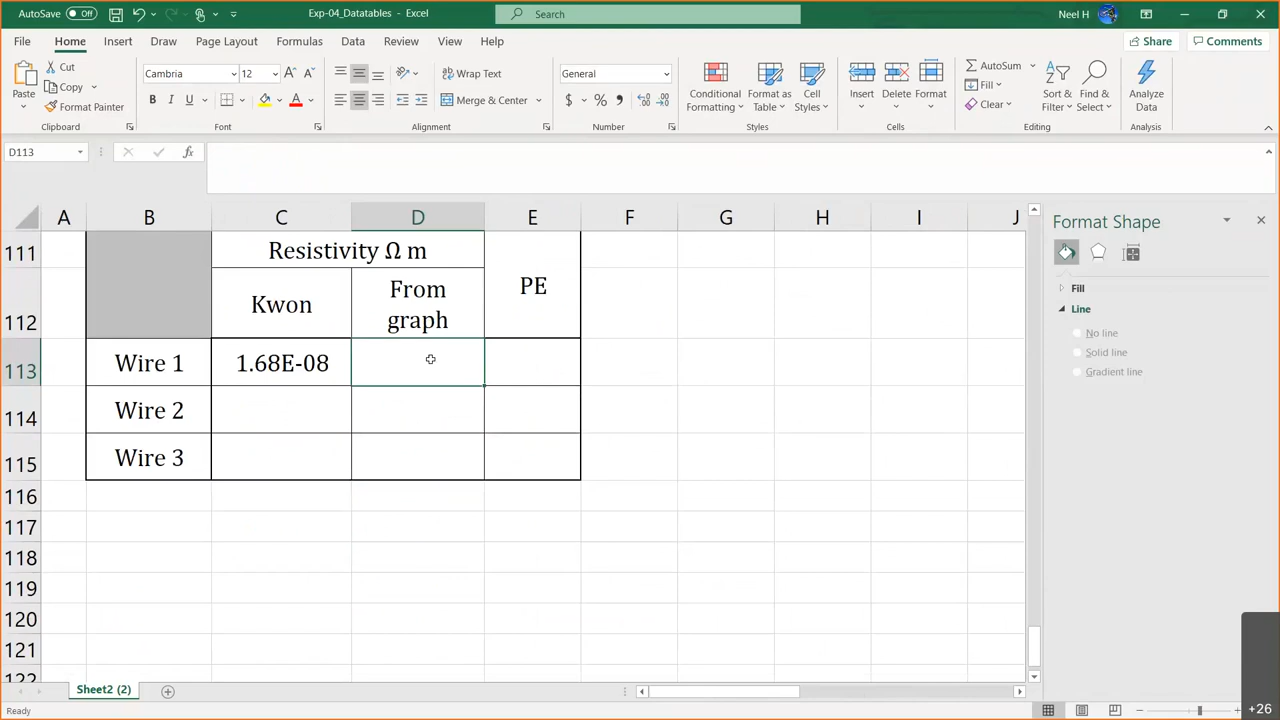 AutoSave Off Exp-04_Datatables - Excel Search Neel H
File Home Insert Draw Page Layout Formulas Data Review View Help Share Comments
Paste Cut Copy Format Painter Clipboard
Cambria 12 B I U A Font
Wrap Text Merge & Center Alignment
General $ % , Number
Conditional Formatting Format as Table Cell Styles Styles
Insert Delete Format Cells
AutoSum Fill Clear Sort & Filter Find & Select Editing
Analyze Data Analysis
D113 fx
A B C D E F G H I J
111 Resistivity Ω m
112 Kwon From graph PE
113 Wire 1 1.68E-08
114 Wire 2
115 Wire 3
116
117
118
119
120
121
122
Format Shape
Fill
Line
No line
Solid line
Gradient line
Sheet2 (2)
Ready
+26